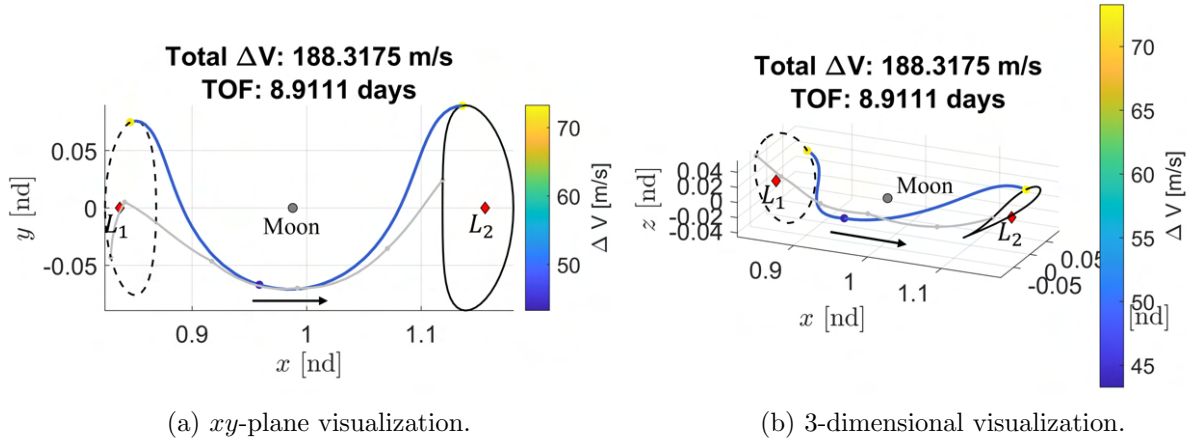 Total ΔV: 188.3175 m/s
TOF: 8.9111 days
0.05
0
-0.05
y [nd]
L₁
Moon
L₂
0.9
1
1.1
x [nd]
70
60
50
Δ V [m/s]
(a) xy-plane visualization.
Total ΔV: 188.3175 m/s
TOF: 8.9111 days
0.04
0.02
0
-0.02
-0.04
z [nd]
L₁
Moon
L₂
0.9
1
1.1
x [nd]
0.05
0
-0.05
[nd]
70
65
60
55
50
45
Δ V [m/s]
(b) 3-dimensional visualization.